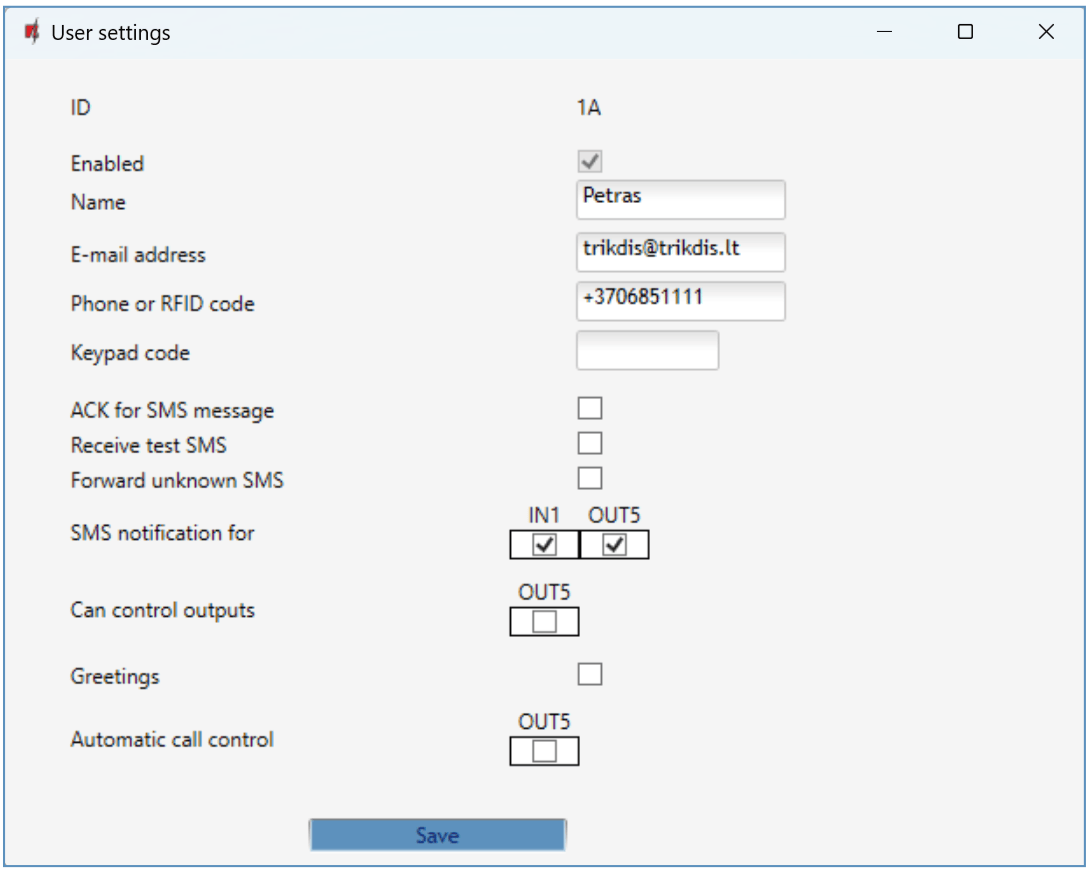 User settings
ID 1A
Enabled
Name Petras
E-mail address trikdis@trikdis.lt
Phone or RFID code +3706851111
Keypad code
ACK for SMS message
Receive test SMS
Forward unknown SMS
IN1 OUT5
SMS notification for
OUT5
Can control outputs
Greetings
OUT5
Automatic call control
Save